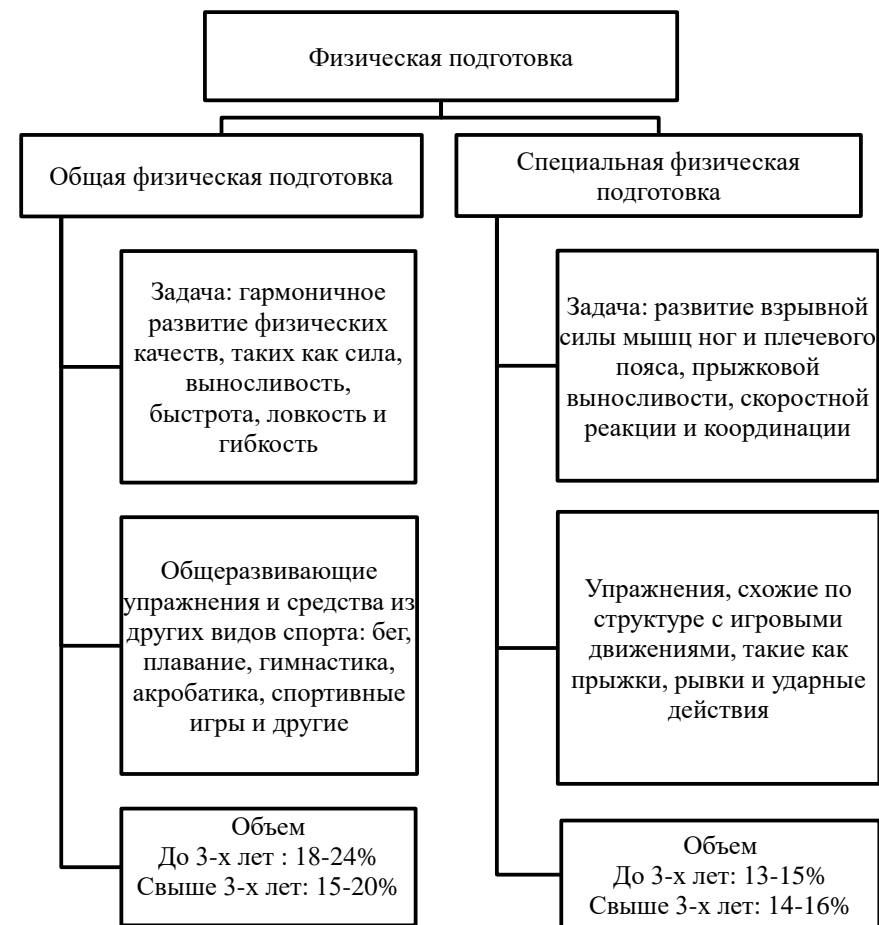 Физическая подготовка
Общая физическая подготовка
Специальная физическая
подготовка
Задача: гармоничное
развитие физических
качеств, таких как сила,
выносливость,
быстрота, ловкость и
гибкость
Задача: развитие взрывной
силы мышц ног и плечевого
пояса, прыжковой
выносливости, скоростной
реакции и координации
Общеразвивающие
упражнения и средства из
других видов спорта: бег,
плавание, гимнастика,
акробатика, спортивные
игры и другие
Упражнения, схожие по
структуре с игровыми
движениями, такие как
прыжки, рывки и ударные
действия
Объем
До 3-х лет : 18-24%
Свыше 3-х лет: 15-20%
Объем
До 3-х лет: 13-15%
Свыше 3-х лет: 14-16%